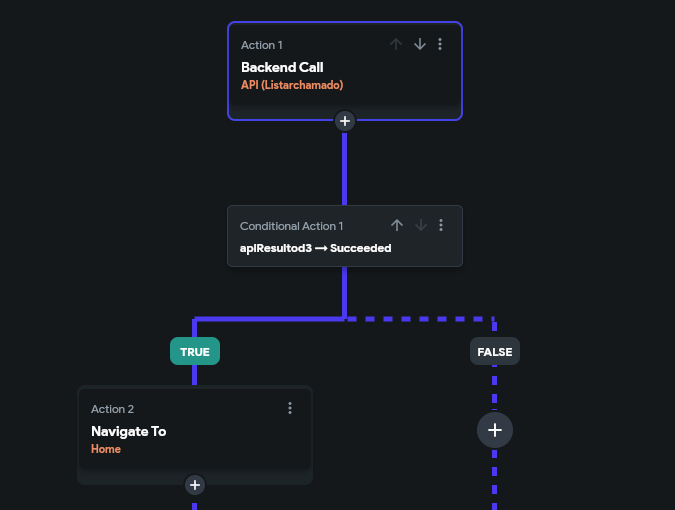 Action 1
Backend Call
API (Listarchamado)
Conditional Action 1
apiResultod3 → Succeeded
TRUE
FALSE
Action 2
Navigate To
Home